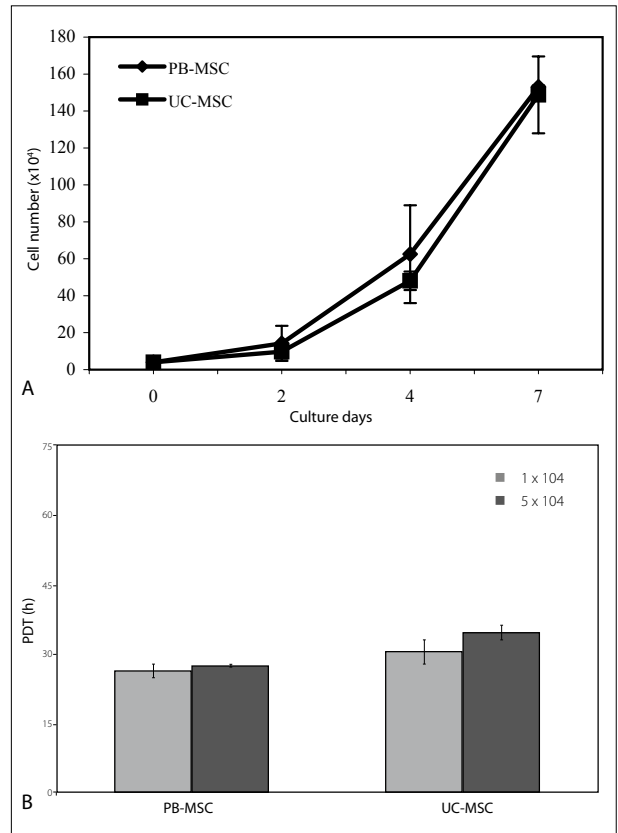 180
160
140
120
100
80
60
40
20
0
Cell number (x10⁴)
PB-MSC
UC-MSC
0 2 4 7
Culture days
A
75
60
45
30
15
0
PDT (h)
1 x 104
5 x 104
PB-MSC UC-MSC
B